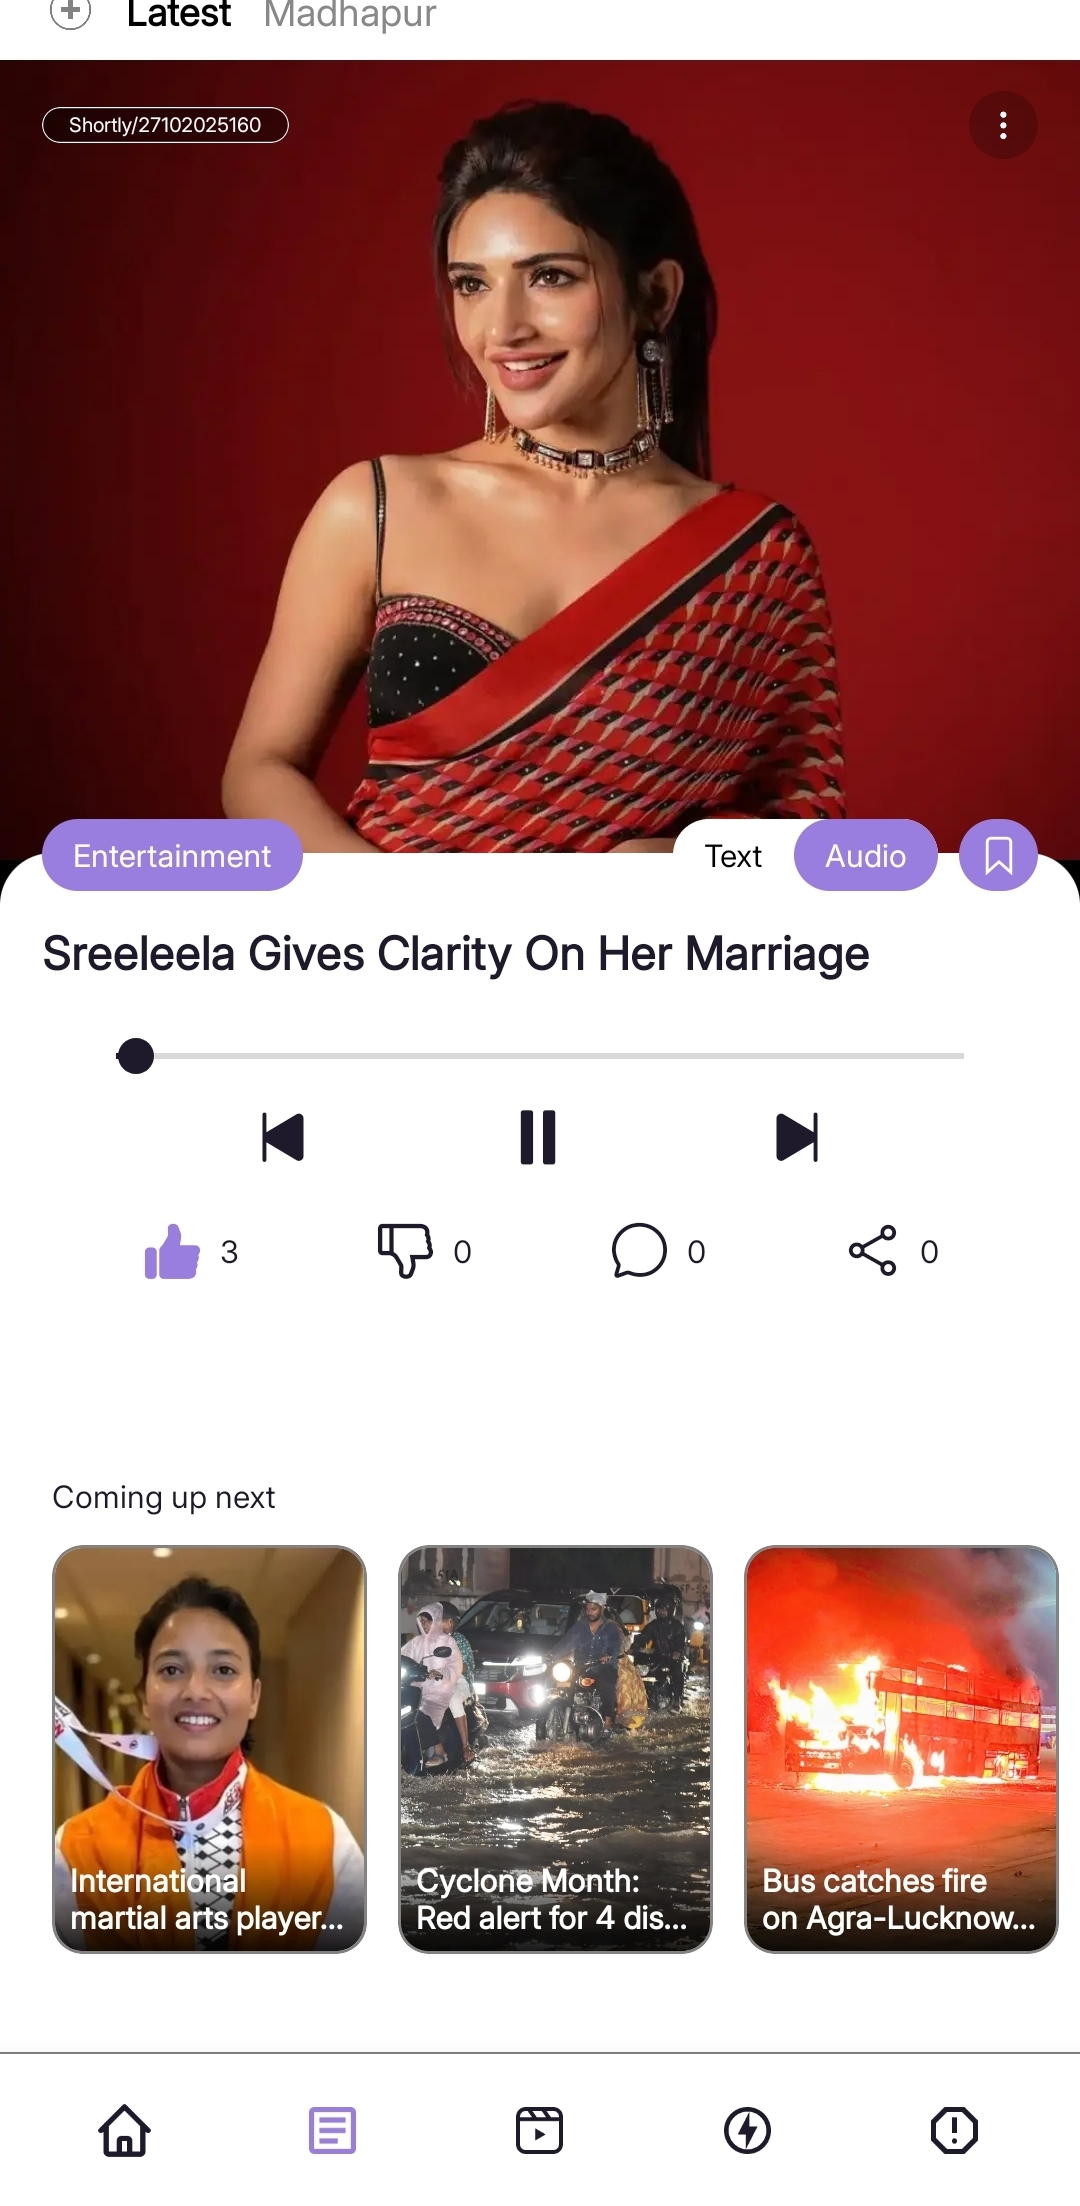 Latest Madhapur
Shortly/27102025160
Entertainment
Text Audio
Sreeleela Gives Clarity On Her Marriage
3 0 0 0
Coming up next
International
martial arts player...
Cyclone Month:
Red alert for 4 dis...
Bus catches fire
on Agra-Lucknow...